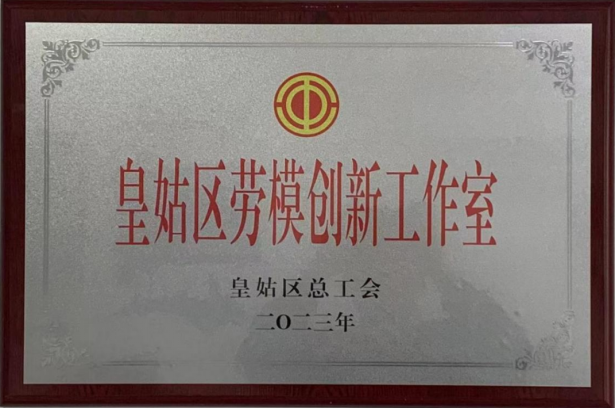 皇姑区劳模创新工作室
皇姑区总工会
二〇二三年